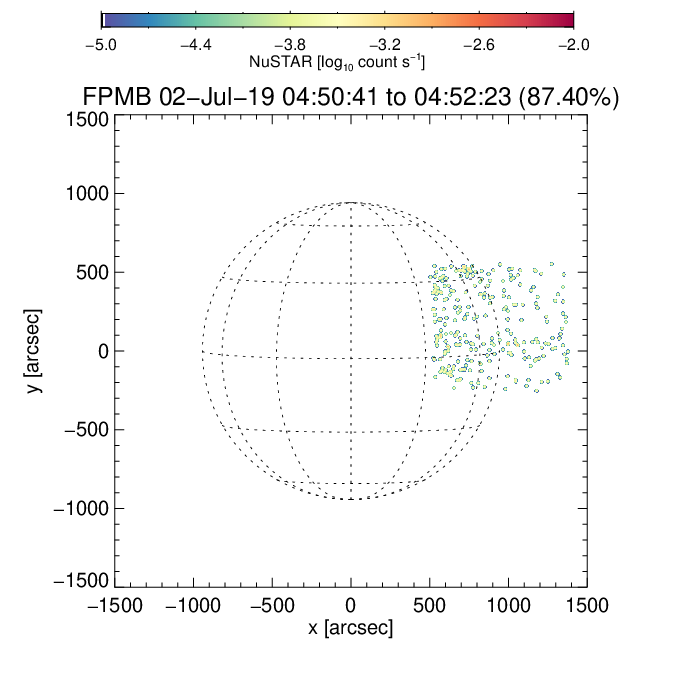 −5.0 −4.4 −3.8 −3.2 −2.6 −2.0
NuSTAR [log₁₀ count s⁻¹]
FPMB 02−Jul−19 04:50:41 to 04:52:23 (87.40%)
1500
1000
500
0
−500
−1000
−1500
y [arcsec]
−1500 −1000 −500 0 500 1000 1500
x [arcsec]